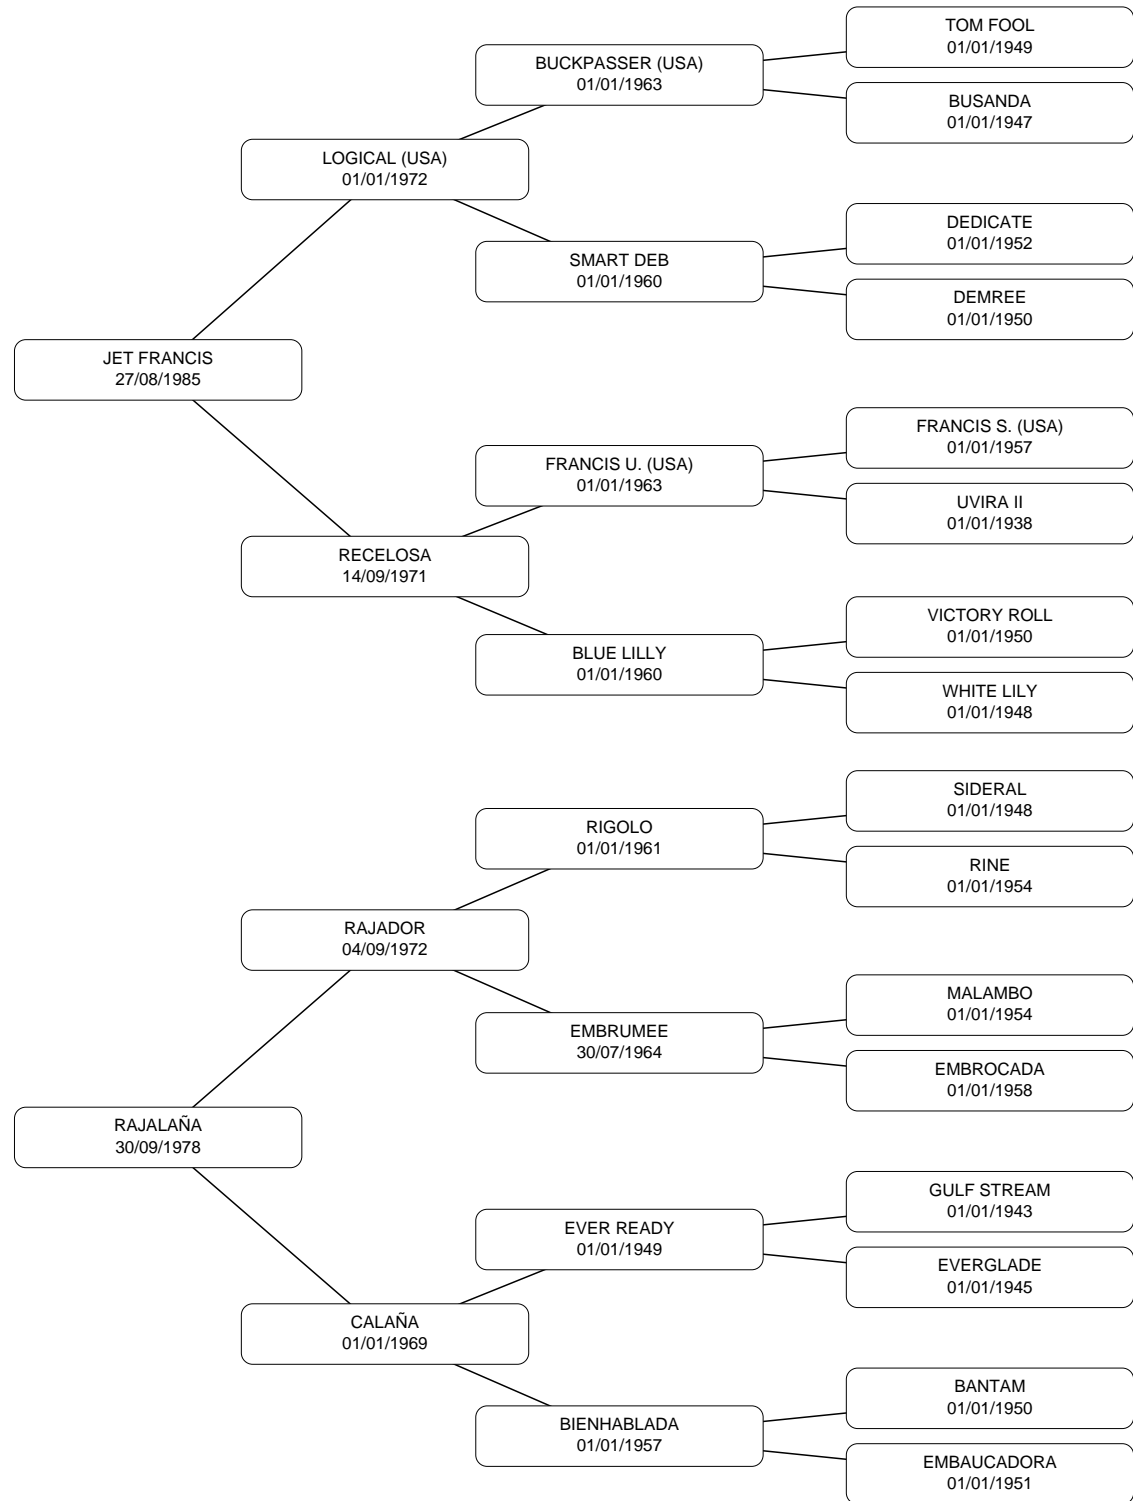 TOM FOOL
01/01/1949
BUCKPASSER (USA)
01/01/1963
BUSANDA
01/01/1947
LOGICAL (USA)
01/01/1972
DEDICATE
01/01/1952
SMART DEB
01/01/1960
DEMREE
01/01/1950
JET FRANCIS
27/08/1985
FRANCIS S. (USA)
01/01/1957
FRANCIS U. (USA)
01/01/1963
UVIRA II
01/01/1938
RECELOSA
14/09/1971
VICTORY ROLL
01/01/1950
BLUE LILLY
01/01/1960
WHITE LILY
01/01/1948
SIDERAL
01/01/1948
RIGOLO
01/01/1961
RINE
01/01/1954
RAJADOR
04/09/1972
MALAMBO
01/01/1954
EMBRUMEE
30/07/1964
EMBROCADA
01/01/1958
RAJALAÑA
30/09/1978
GULF STREAM
01/01/1943
EVER READY
01/01/1949
EVERGLADE
01/01/1945
CALAÑA
01/01/1969
BANTAM
01/01/1950
BIENHABLADA
01/01/1957
EMBAUCADORA
01/01/1951